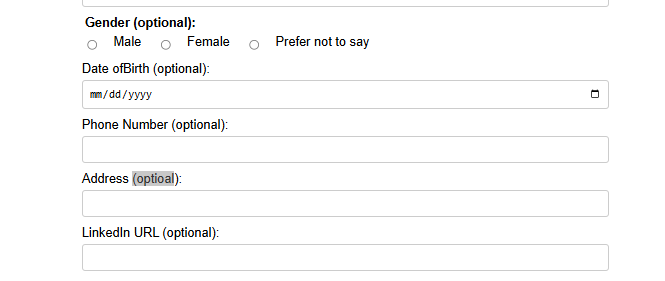 Gender (optional):
Male Female Prefer not to say
Date ofBirth (optional):
mm/dd/yyyy
Phone Number (optional):
Address (optioal):
LinkedIn URL (optional):